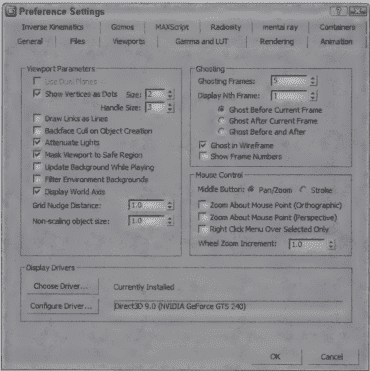 Preference Settings
Inverse Kinematics Gizmos MAXScript Radiosity mental ray Containers
General Files Viewports Gamma and LUT Rendering Animation
Viewport Parameters
Use Dual Planes
Show Vertices as Dots Size: 2
Handle Size: 3
Draw Links as Lines
Backface Cull on Object Creation
Attenuate Lights
Mask Viewport to Safe Region
Update Background While Playing
Filter Environment Backgrounds
Display World Axis
Grid Nudge Distance: 1.0
Non-scaling object size: 1.0
Ghosting
Ghosting Frames: 5
Display Nth Frame: 1
Ghost Before Current Frame
Ghost After Current Frame
Ghost Before and After
Ghost in Wireframe
Show Frame Numbers
Mouse Control
Middle Button: Pan/Zoom Stroke
Zoom About Mouse Point (Orthographic)
Zoom About Mouse Point (Perspective)
Right Click Menu Over Selected Only
Wheel Zoom Increment: 1.0
Display Drivers
Choose Driver... Currently Installed
Configure Driver... Direct3D 9.0 (NVIDIA GeForce GTS 240)
OK Cancel